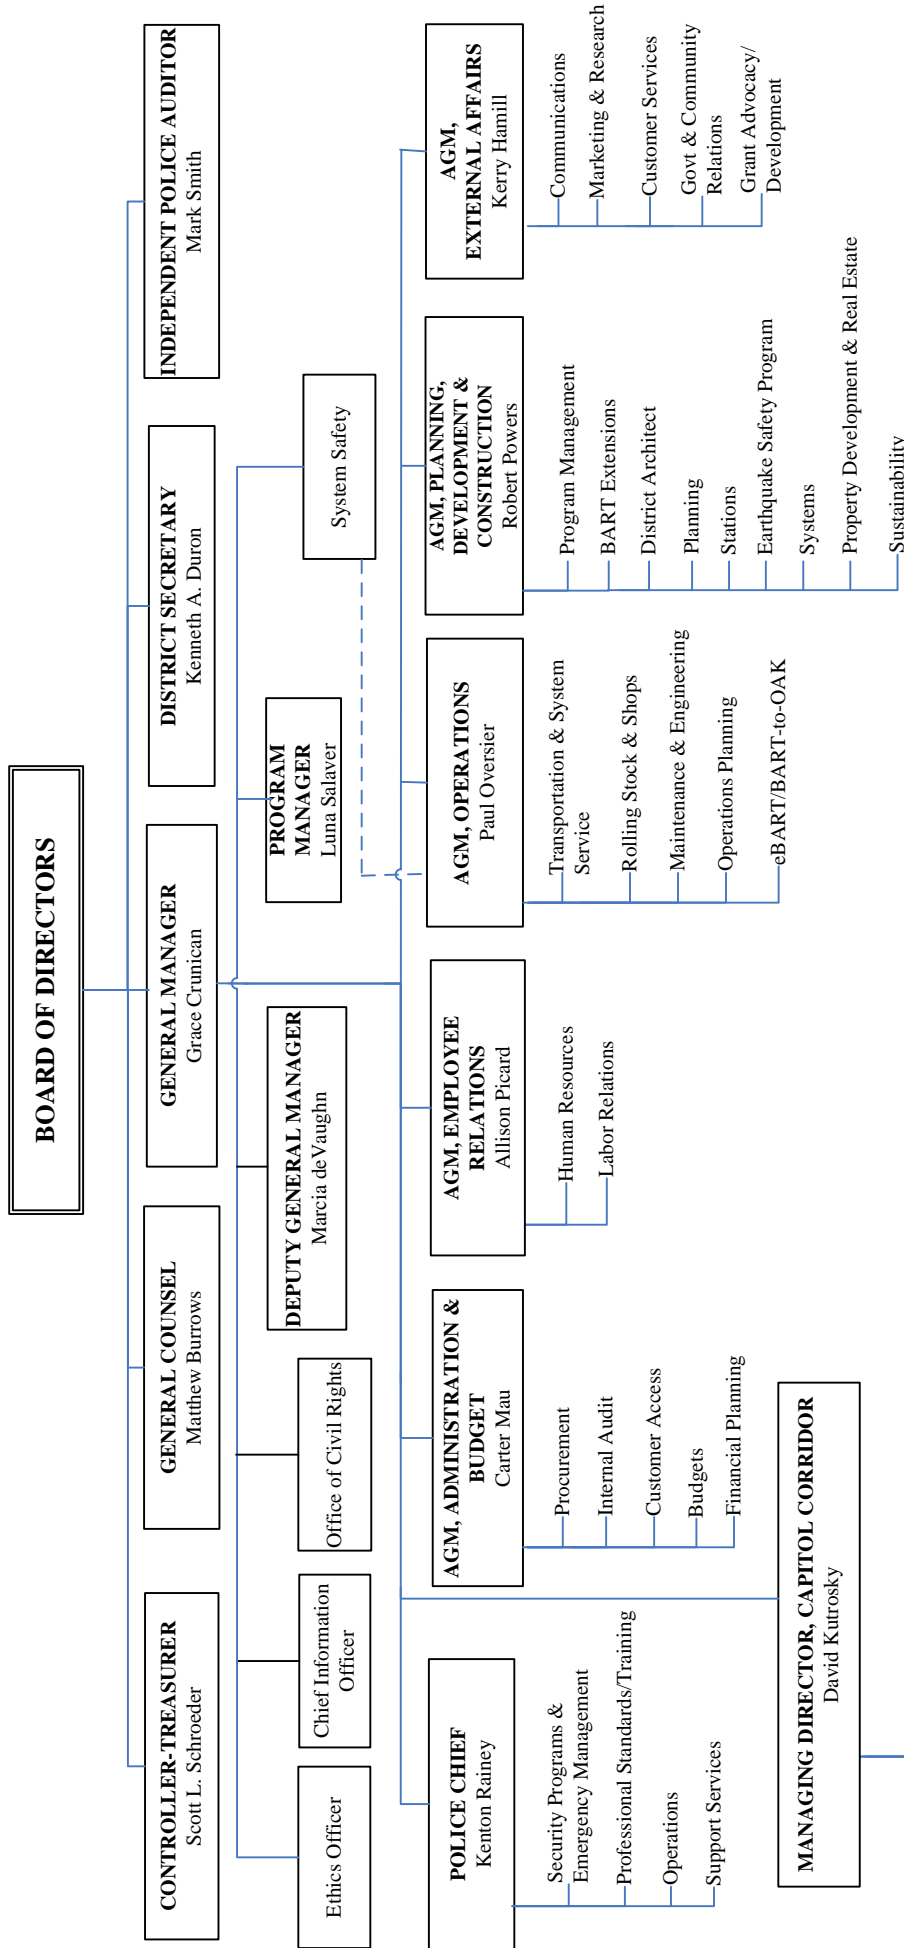 BOARD OF DIRECTORS
CONTROLLER-TREASURER
Scott L. Schroeder
GENERAL COUNSEL
Matthew Burrows
GENERAL MANAGER
Grace Crunican
DISTRICT SECRETARY
Kenneth A. Duron
INDEPENDENT POLICE AUDITOR
Mark Smith
Ethics Officer
Chief Information
Officer
Office of Civil Rights
DEPUTY GENERAL MANAGER
Marcia deVaughn
PROGRAM
MANAGER
Luna Salaver
System Safety
POLICE CHIEF
Kenton Rainey
Security Programs &
Emergency Management
Professional Standards/Training
Operations
Support Services
AGM, ADMINISTRATION &
BUDGET
Carter Mau
Procurement
Internal Audit
Customer Access
Budgets
Financial Planning
AGM, EMPLOYEE
RELATIONS
Allison Picard
Human Resources
Labor Relations
AGM, OPERATIONS
Paul Oversier
Transportation & System
Service
Rolling Stock & Shops
Maintenance & Engineering
Operations Planning
eBART/BART-to-OAK
AGM, PLANNING,
DEVELOPMENT &
CONSTRUCTION
Robert Powers
Program Management
BART Extensions
District Architect
Planning
Stations
Earthquake Safety Program
Systems
Property Development & Real Estate
Sustainability
AGM,
EXTERNAL AFFAIRS
Kerry Hamill
Communications
Marketing & Research
Customer Services
Govt & Community
Relations
Grant Advocacy/
Development
MANAGING DIRECTOR, CAPITOL CORRIDOR
David Kutrosky